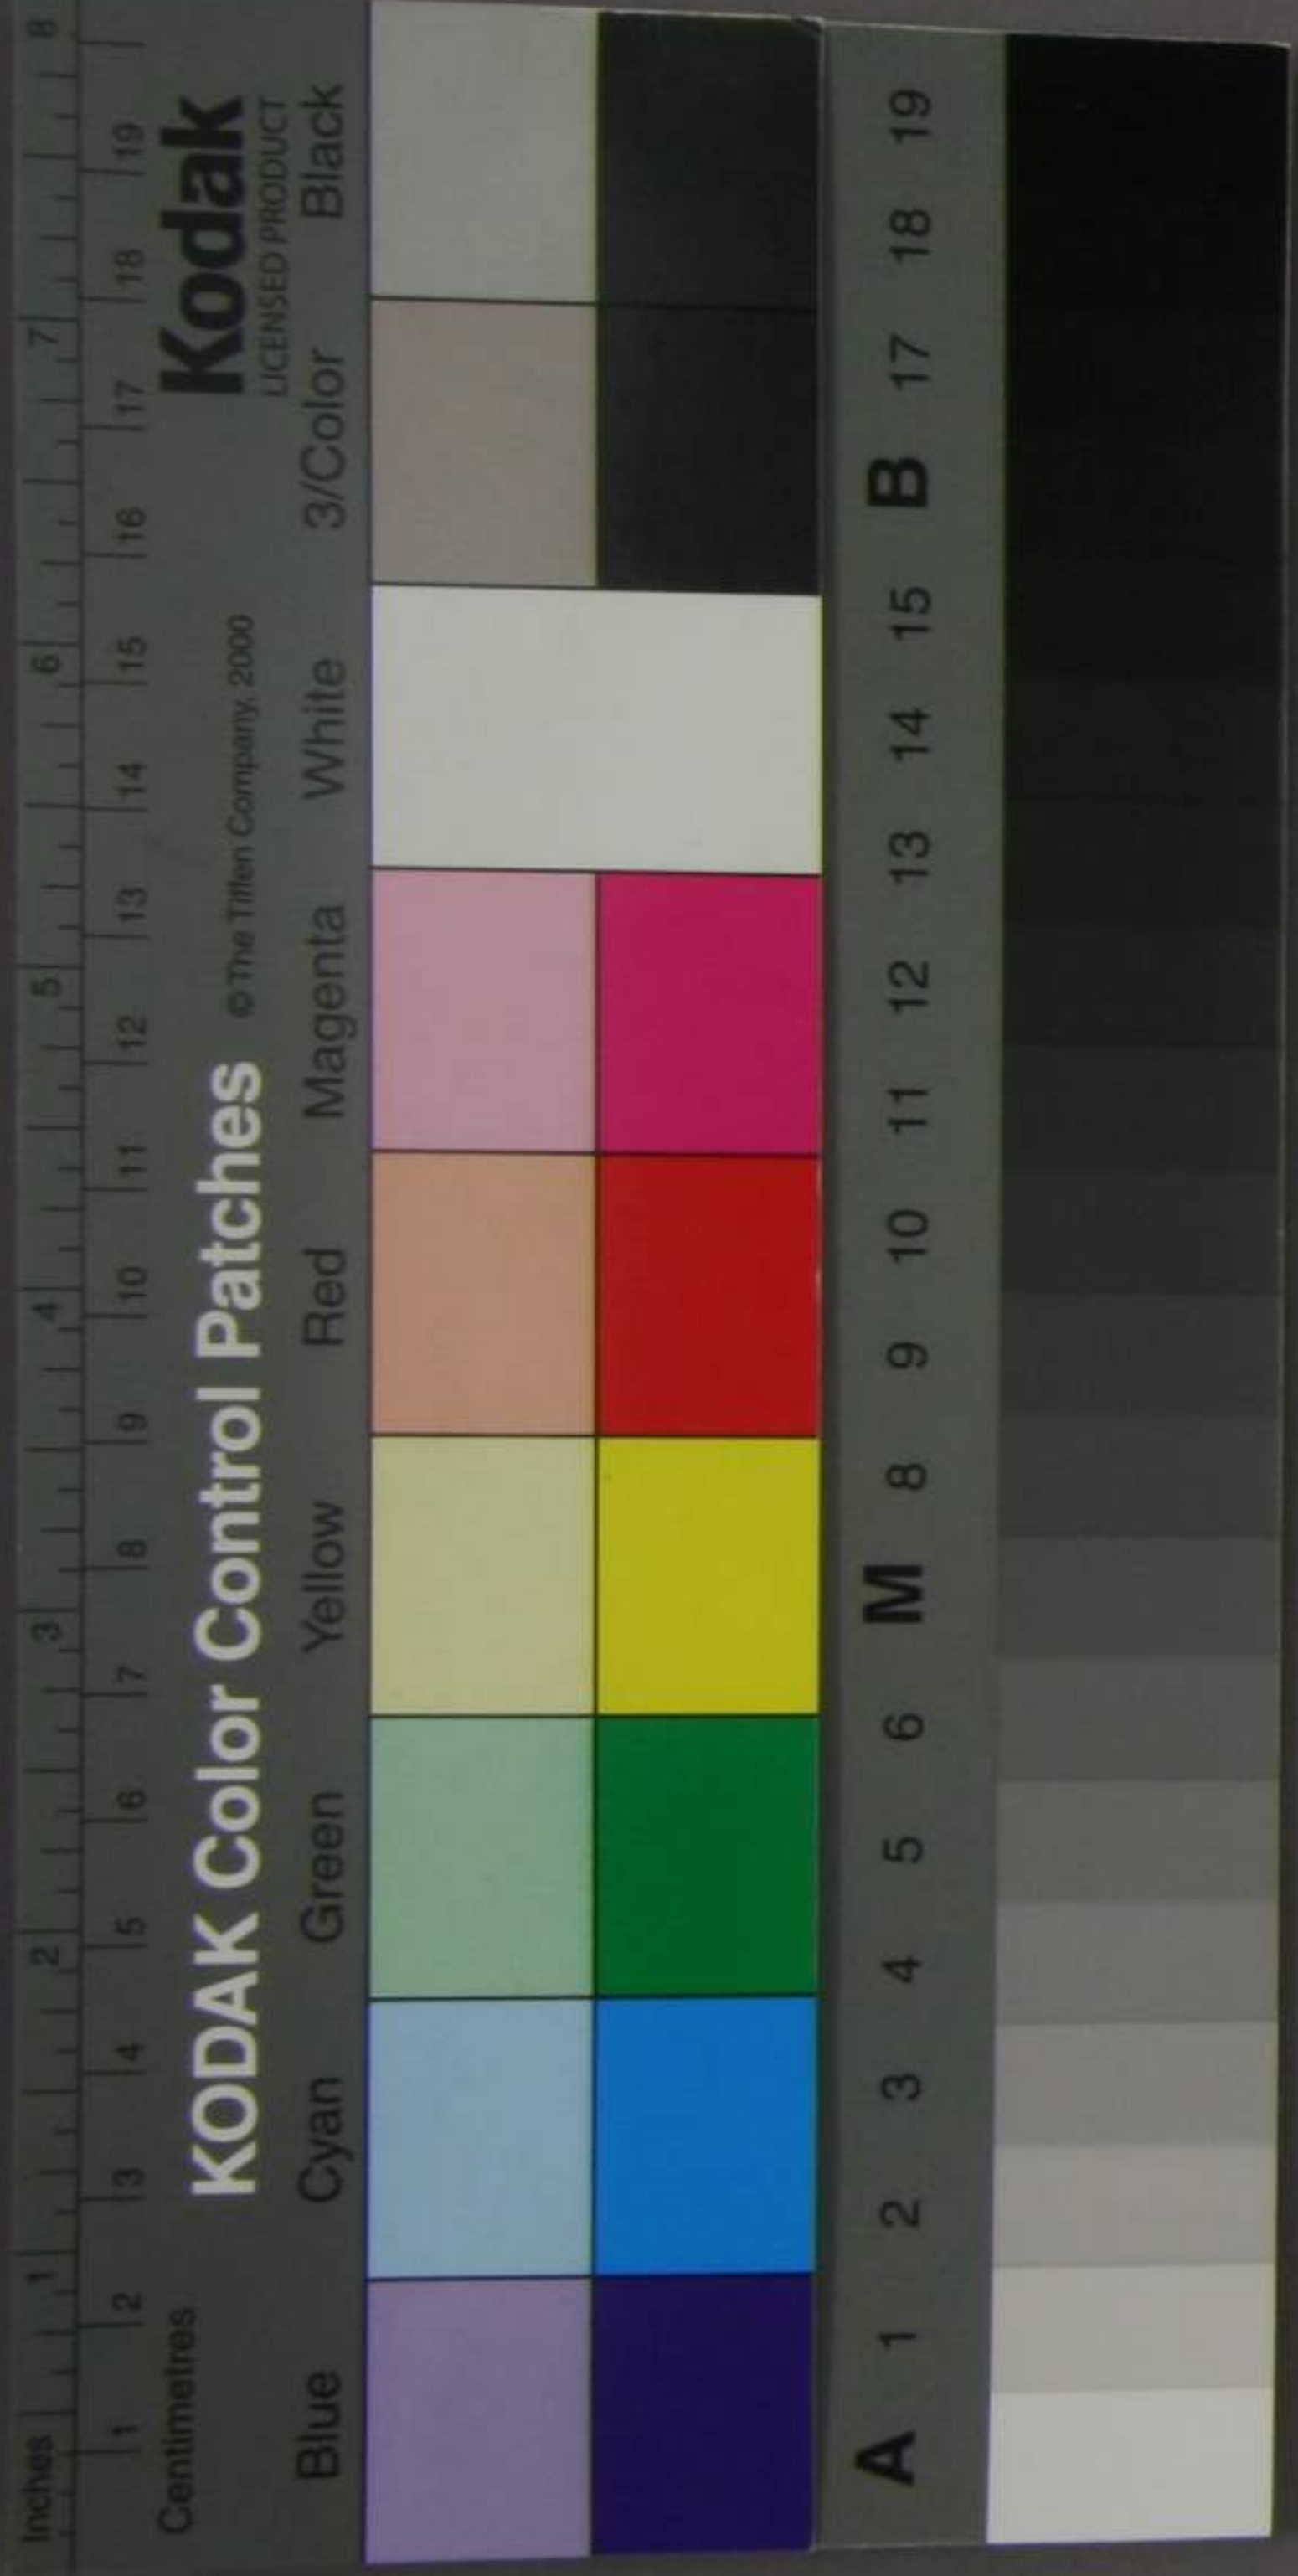 Inches 1 2 3 4 5 6 7 8
Centimetres 1 2 3 4 5 6 7 8 9 10 11 12 13 14 15 16 17 18 19
KODAK Color Control Patches © The Tiffen Company, 2000 Kodak
LICENSED PRODUCT
Blue Cyan Green Yellow Red Magenta White 3/Color Black
A 1 2 3 4 5 6 M 8 9 10 11 12 13 14 15 B 17 18 19